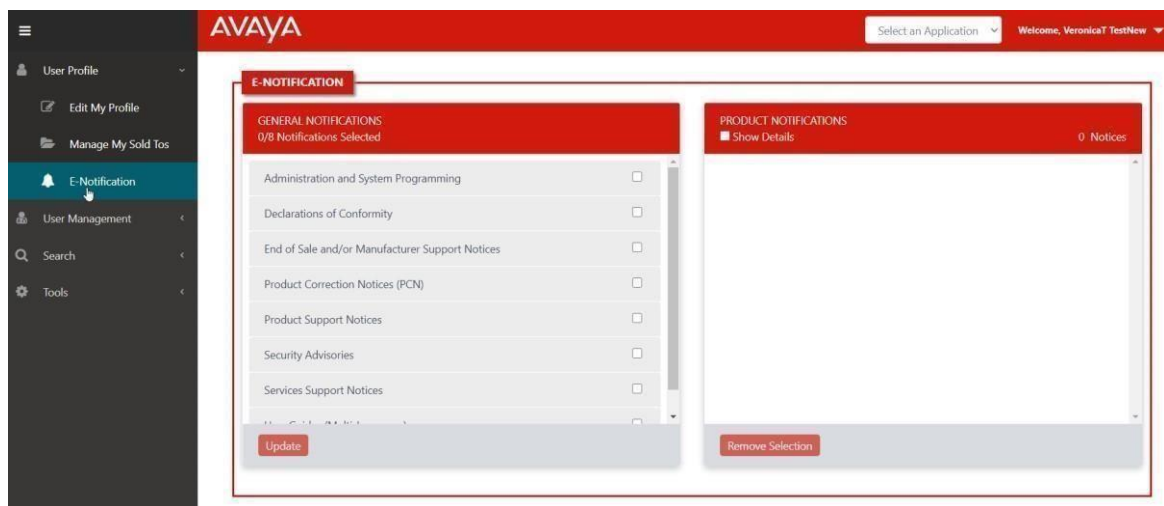 AVAYA
Select an Application
Welcome, VeronicaT TestNew
User Profile
Edit My Profile
Manage My Sold Tos
E-Notification
User Management
Search
Tools
E-NOTIFICATION
GENERAL NOTIFICATIONS
0/8 Notifications Selected
Administration and System Programming
Declarations of Conformity
End of Sale and/or Manufacturer Support Notices
Product Correction Notices (PCN)
Product Support Notices
Security Advisories
Services Support Notices
Update
PRODUCT NOTIFICATIONS
Show Details
0 Notices
Remove Selection